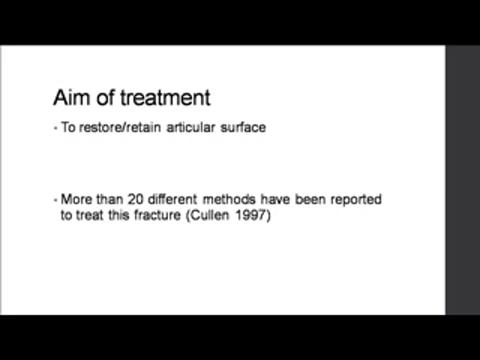 Aim of treatment
- To restore/retain articular surface
- More than 20 different methods have been reported
to treat this fracture (Cullen 1997)